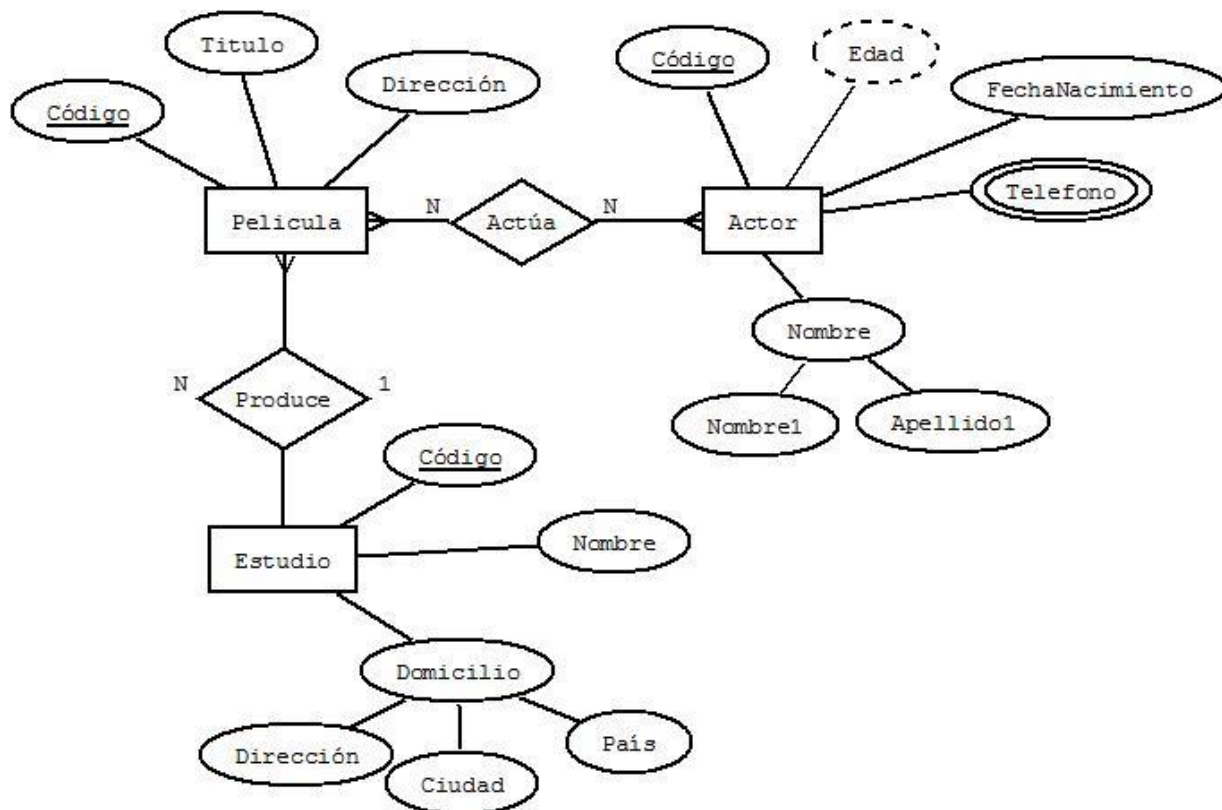 Titulo
Código
Edad
Dirección
FechaNacimiento
Código
Telefono
Pelicula
N
Actúa
N
Actor
Nombre
N
Produce
1
Nombre1
Apellido1
Código
Estudio
Nombre
Domicilio
Dirección
Ciudad
País